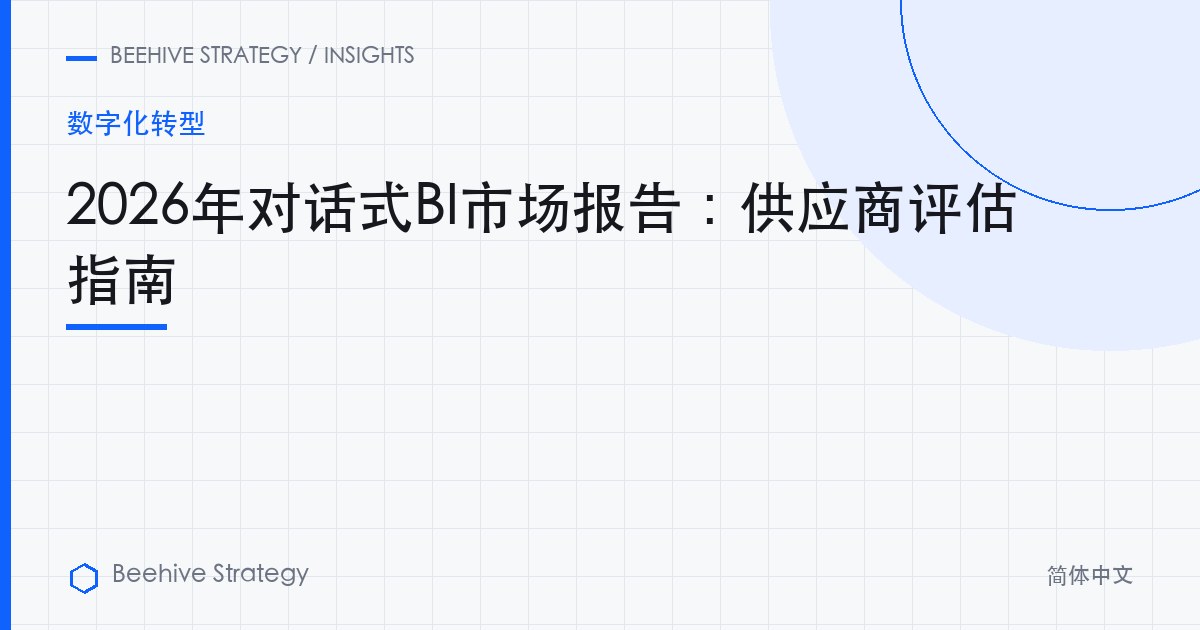 BEEHIVE STRATEGY / INSIGHTS
数字化转型
2026年对话式BI市场报告：供应商评估
指南
Beehive Strategy
简体中文